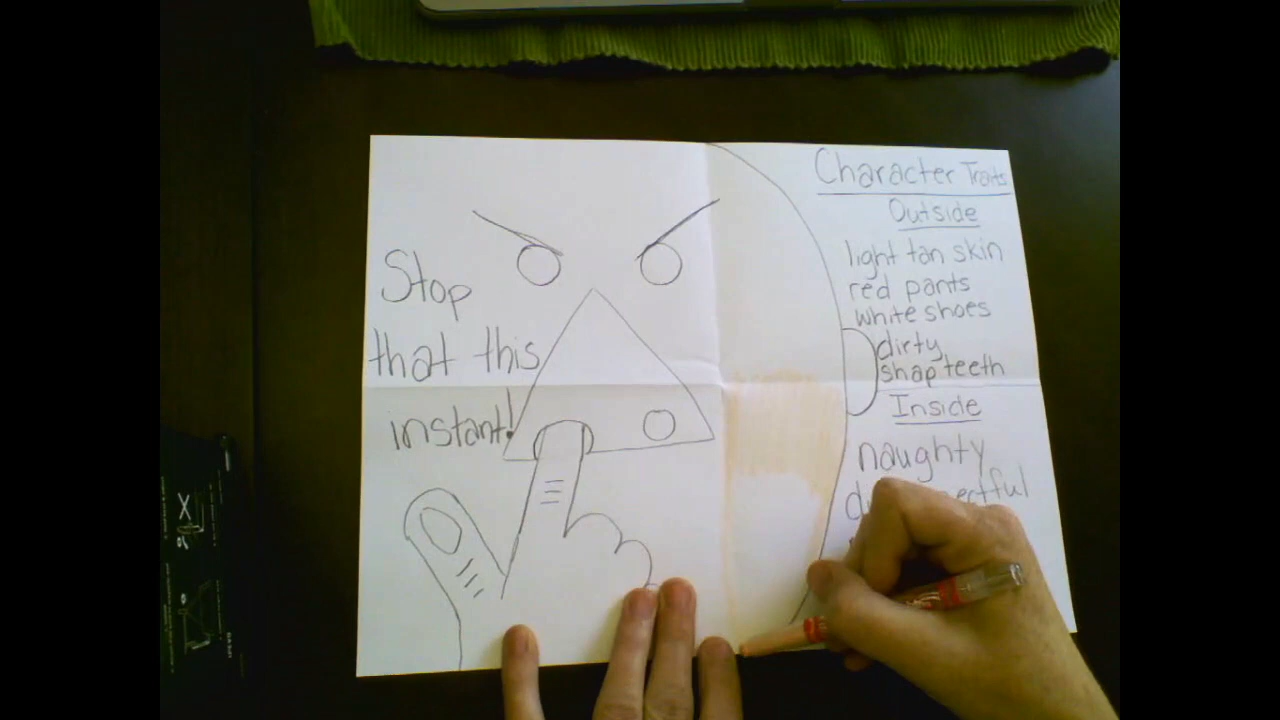 Stop
that this
instant!
Character Traits
Outside
light tan skin
red pants
white shoes
dirty
shap teeth
Inside
naughty